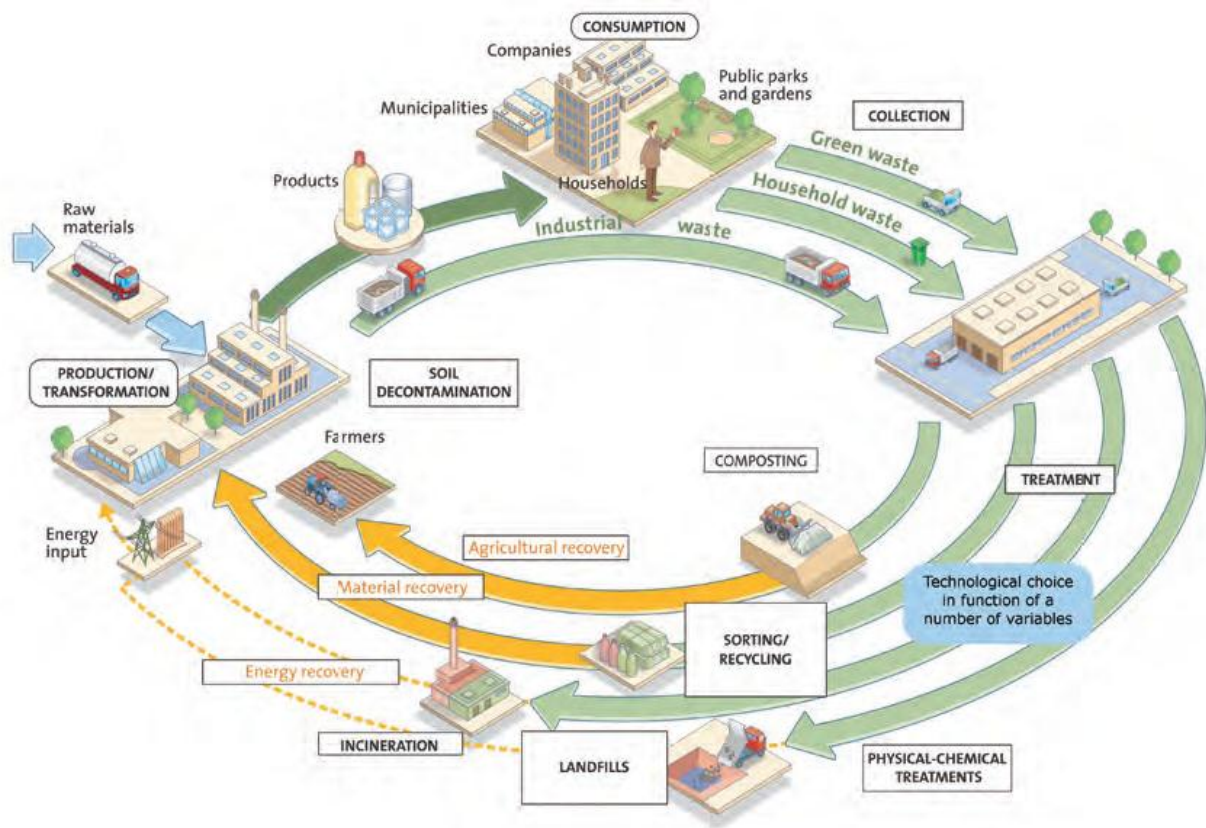 CONSUMPTION
Companies
Municipalities
Public parks
and gardens
Households
COLLECTION
Green waste
Household waste
Industrial waste
Products
Raw
materials
PRODUCTION/
TRANSFORMATION
SOIL
DECONTAMINATION
Farmers
COMPOSTING
TREATMENT
Energy
input
Agricultural recovery
Material recovery
Technological choice
in function of a
number of variables
SORTING/
RECYCLING
Energy recovery
INCINERATION
LANDFILLS
PHYSICAL-CHEMICAL
TREATMENTS